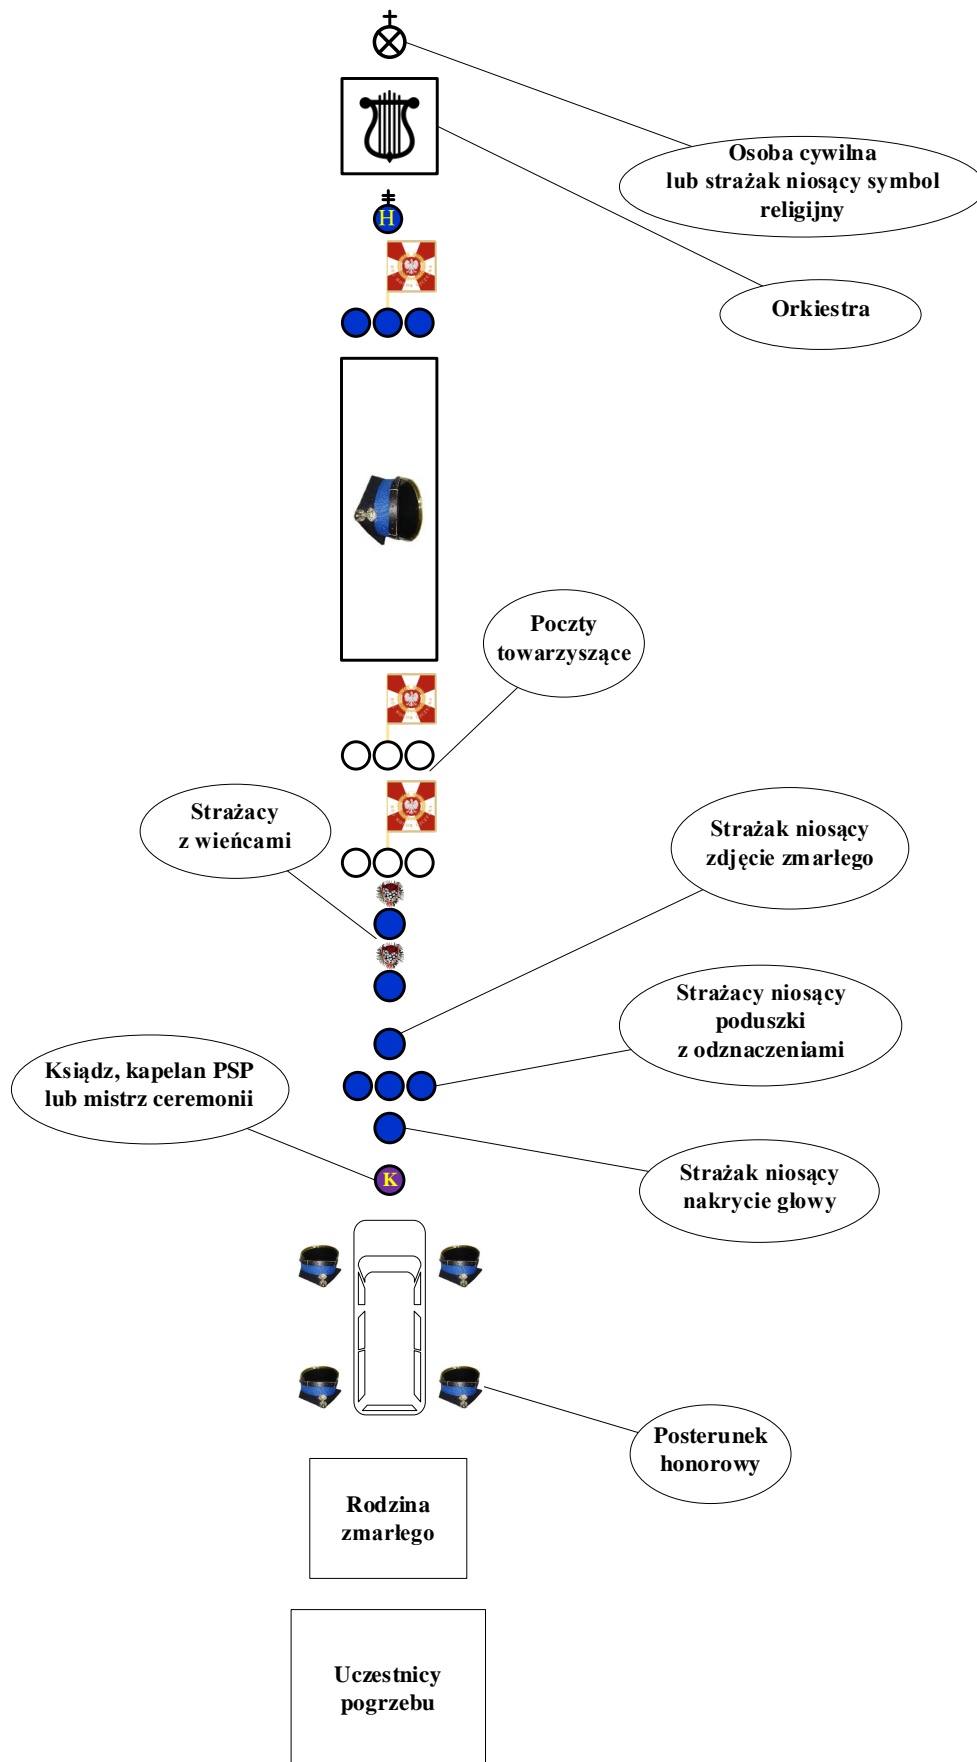 Osoba cywilna
lub strażak niosący symbol
religijny
H
Orkiestra
Poczty
towarzyszące
Strażacy
z wieńcami
Strażak niosący
zdjęcie zmarłego
Strażacy niosący
poduszki
z odznaczeniami
Ksiądz, kapelan PSP
lub mistrz ceremonii
K
Strażak niosący
nakrycie głowy
Posterunek
honorowy
Rodzina
zmarłego
Uczestnicy
pogrzebu